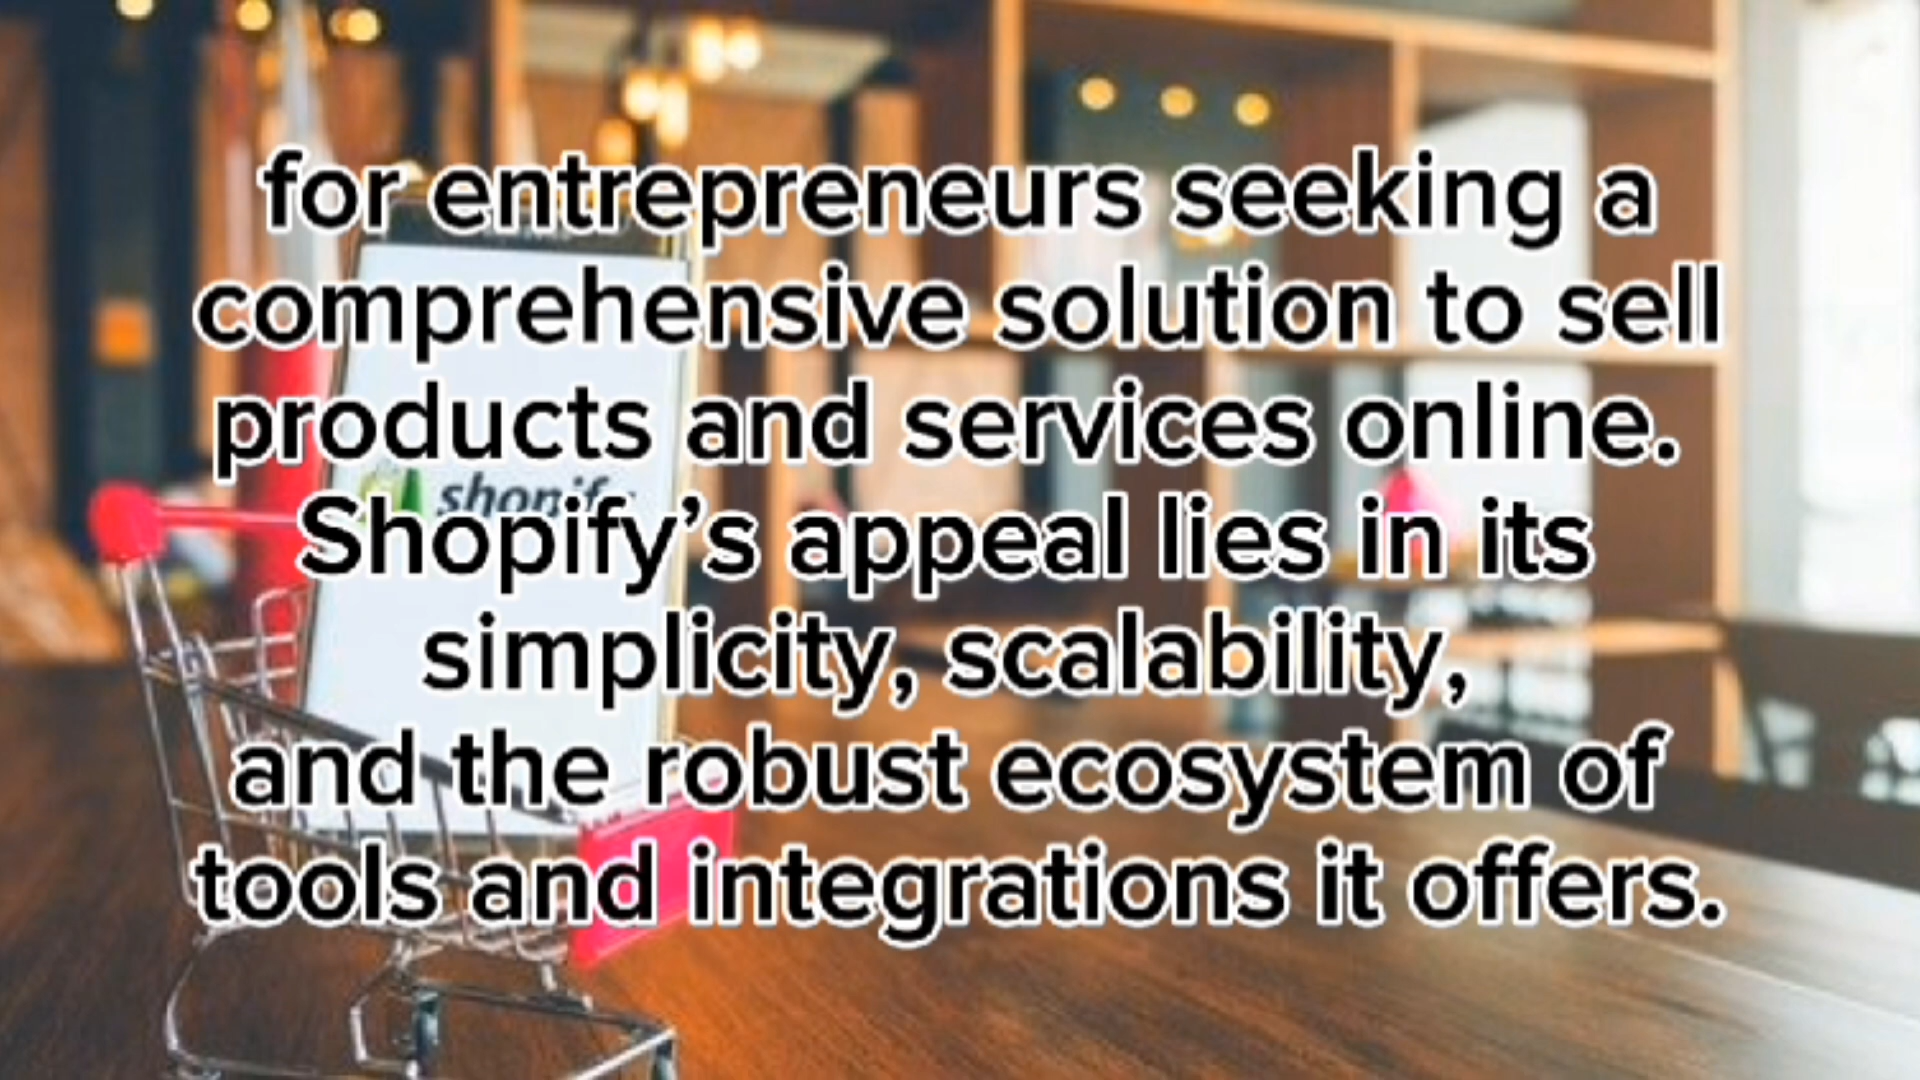 for entrepreneurs seeking a
comprehensive solution to sell
products and services online.
shopify
Shopify’s appeal lies in its
simplicity, scalability,
and the robust ecosystem of
tools and integrations it offers.